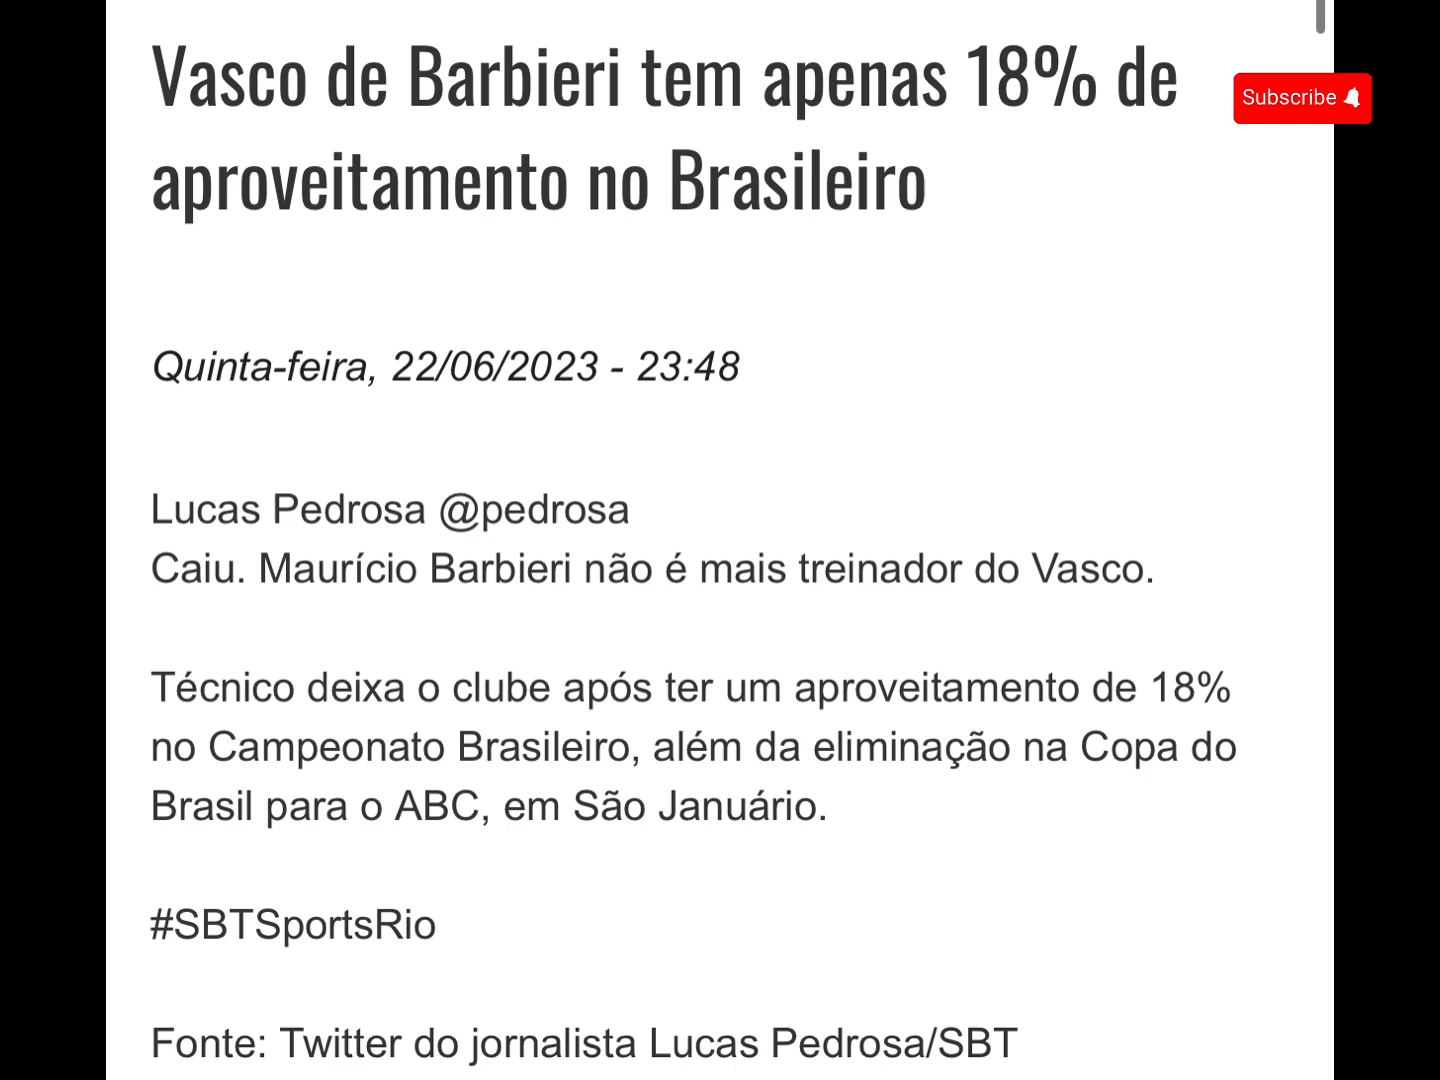 Vasco de Barbieri tem apenas 18% de
aproveitamento no Brasileiro
Subscribe
Quinta-feira, 22/06/2023 - 23:48
Lucas Pedrosa @pedrosa
Caiu. Maurício Barbieri não é mais treinador do Vasco.
Técnico deixa o clube após ter um aproveitamento de 18%
no Campeonato Brasileiro, além da eliminação na Copa do
Brasil para o ABC, em São Januário.
#SBTSportsRio
Fonte: Twitter do jornalista Lucas Pedrosa/SBT